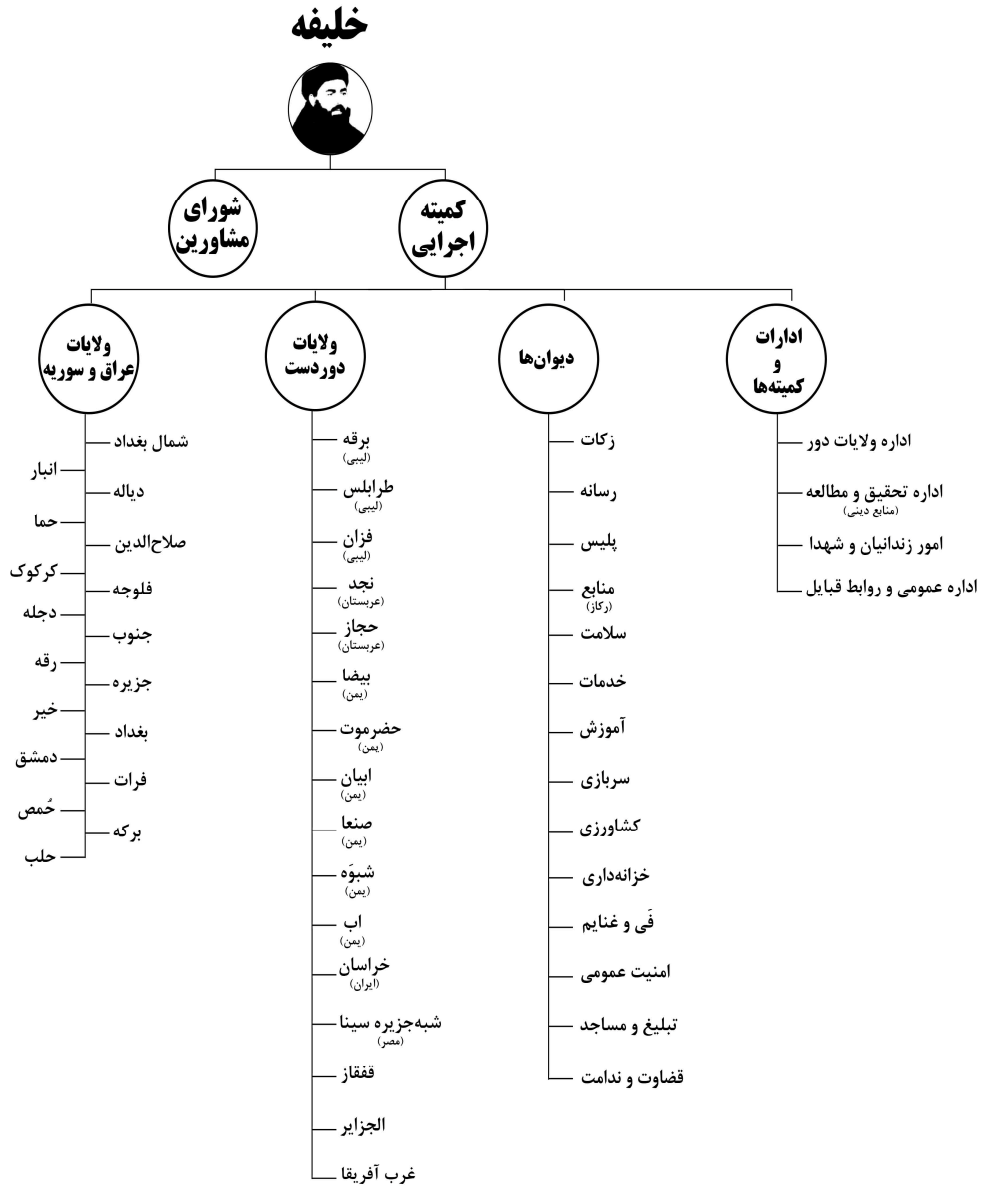 خلیفه
کمیته
اجرایی
شورای
مشاورین
ادارات
و
کمیته‌ها
اداره ولایات دور
اداره تحقیق و مطالعه
(منابع دینی)
امور زندانیان و شهدا
اداره عمومی و روابط قبایل
دیوان‌ها
زکات
رسانه
پلیس
منابع
(رکاز)
سلامت
خدمات
آموزش
سربازی
کشاورزی
خزانه‌داری
فَی و غنایم
امنیت عمومی
تبلیغ و مساجد
قضاوت و ندامت
ولایات
دوردست
برقه
(لیبی)
طرابلس
(لیبی)
فزان
(لیبی)
نجد
(عربستان)
حجاز
(عربستان)
بیضا
(یمن)
حضرموت
(یمن)
ابیان
(یمن)
صنعا
(یمن)
شبوَه
(یمن)
اب
(یمن)
خراسان
(ایران)
شبه‌جزیره سینا
(مصر)
قفقاز
الجزایر
غرب آفریقا
ولایات
عراق و سوریه
شمال بغداد
انبار
دیاله
حما
صلاح‌الدین
کرکوک
فلوجه
دجله
جنوب
رقه
جزیره
خیر
بغداد
دمشق
فرات
حُمص
برکه
حلب